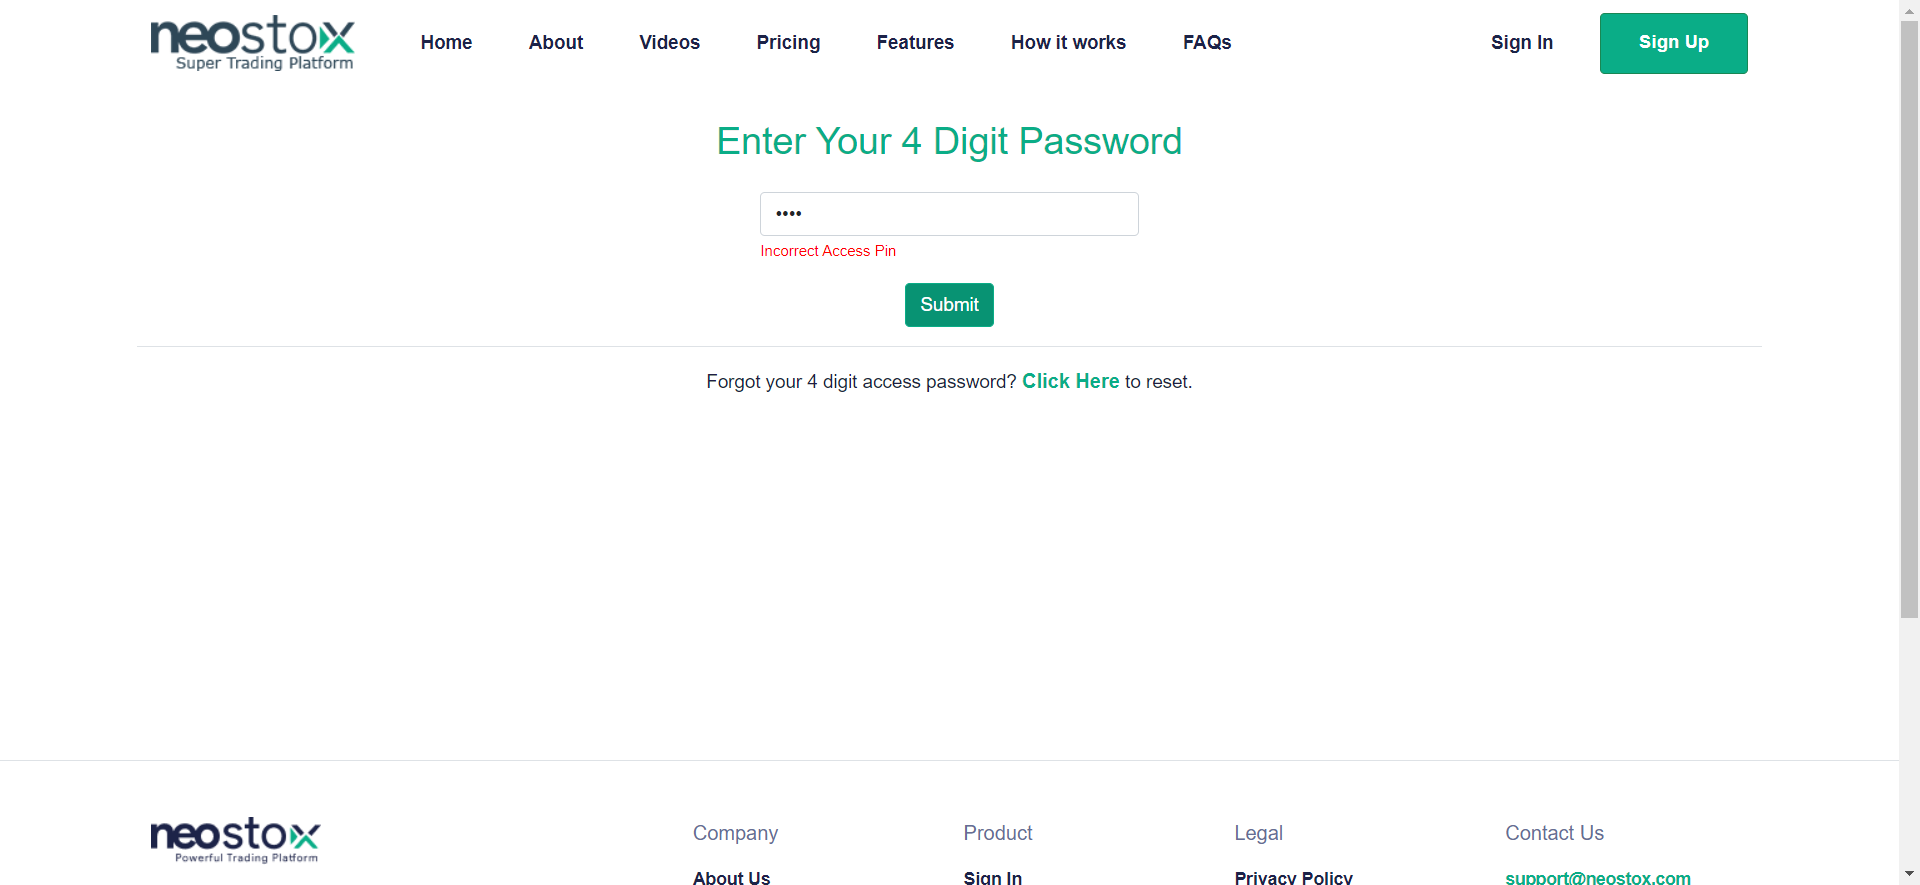 neostox
Super Trading Platform
Home About Videos Pricing Features How it works FAQs Sign In Sign Up
Enter Your 4 Digit Password
••••
Incorrect Access Pin
Submit
Forgot your 4 digit access password? Click Here to reset.
neostox
Powerful Trading Platform
Company Product Legal Contact Us
About Us Sign In Privacy Policy support@neostox.com